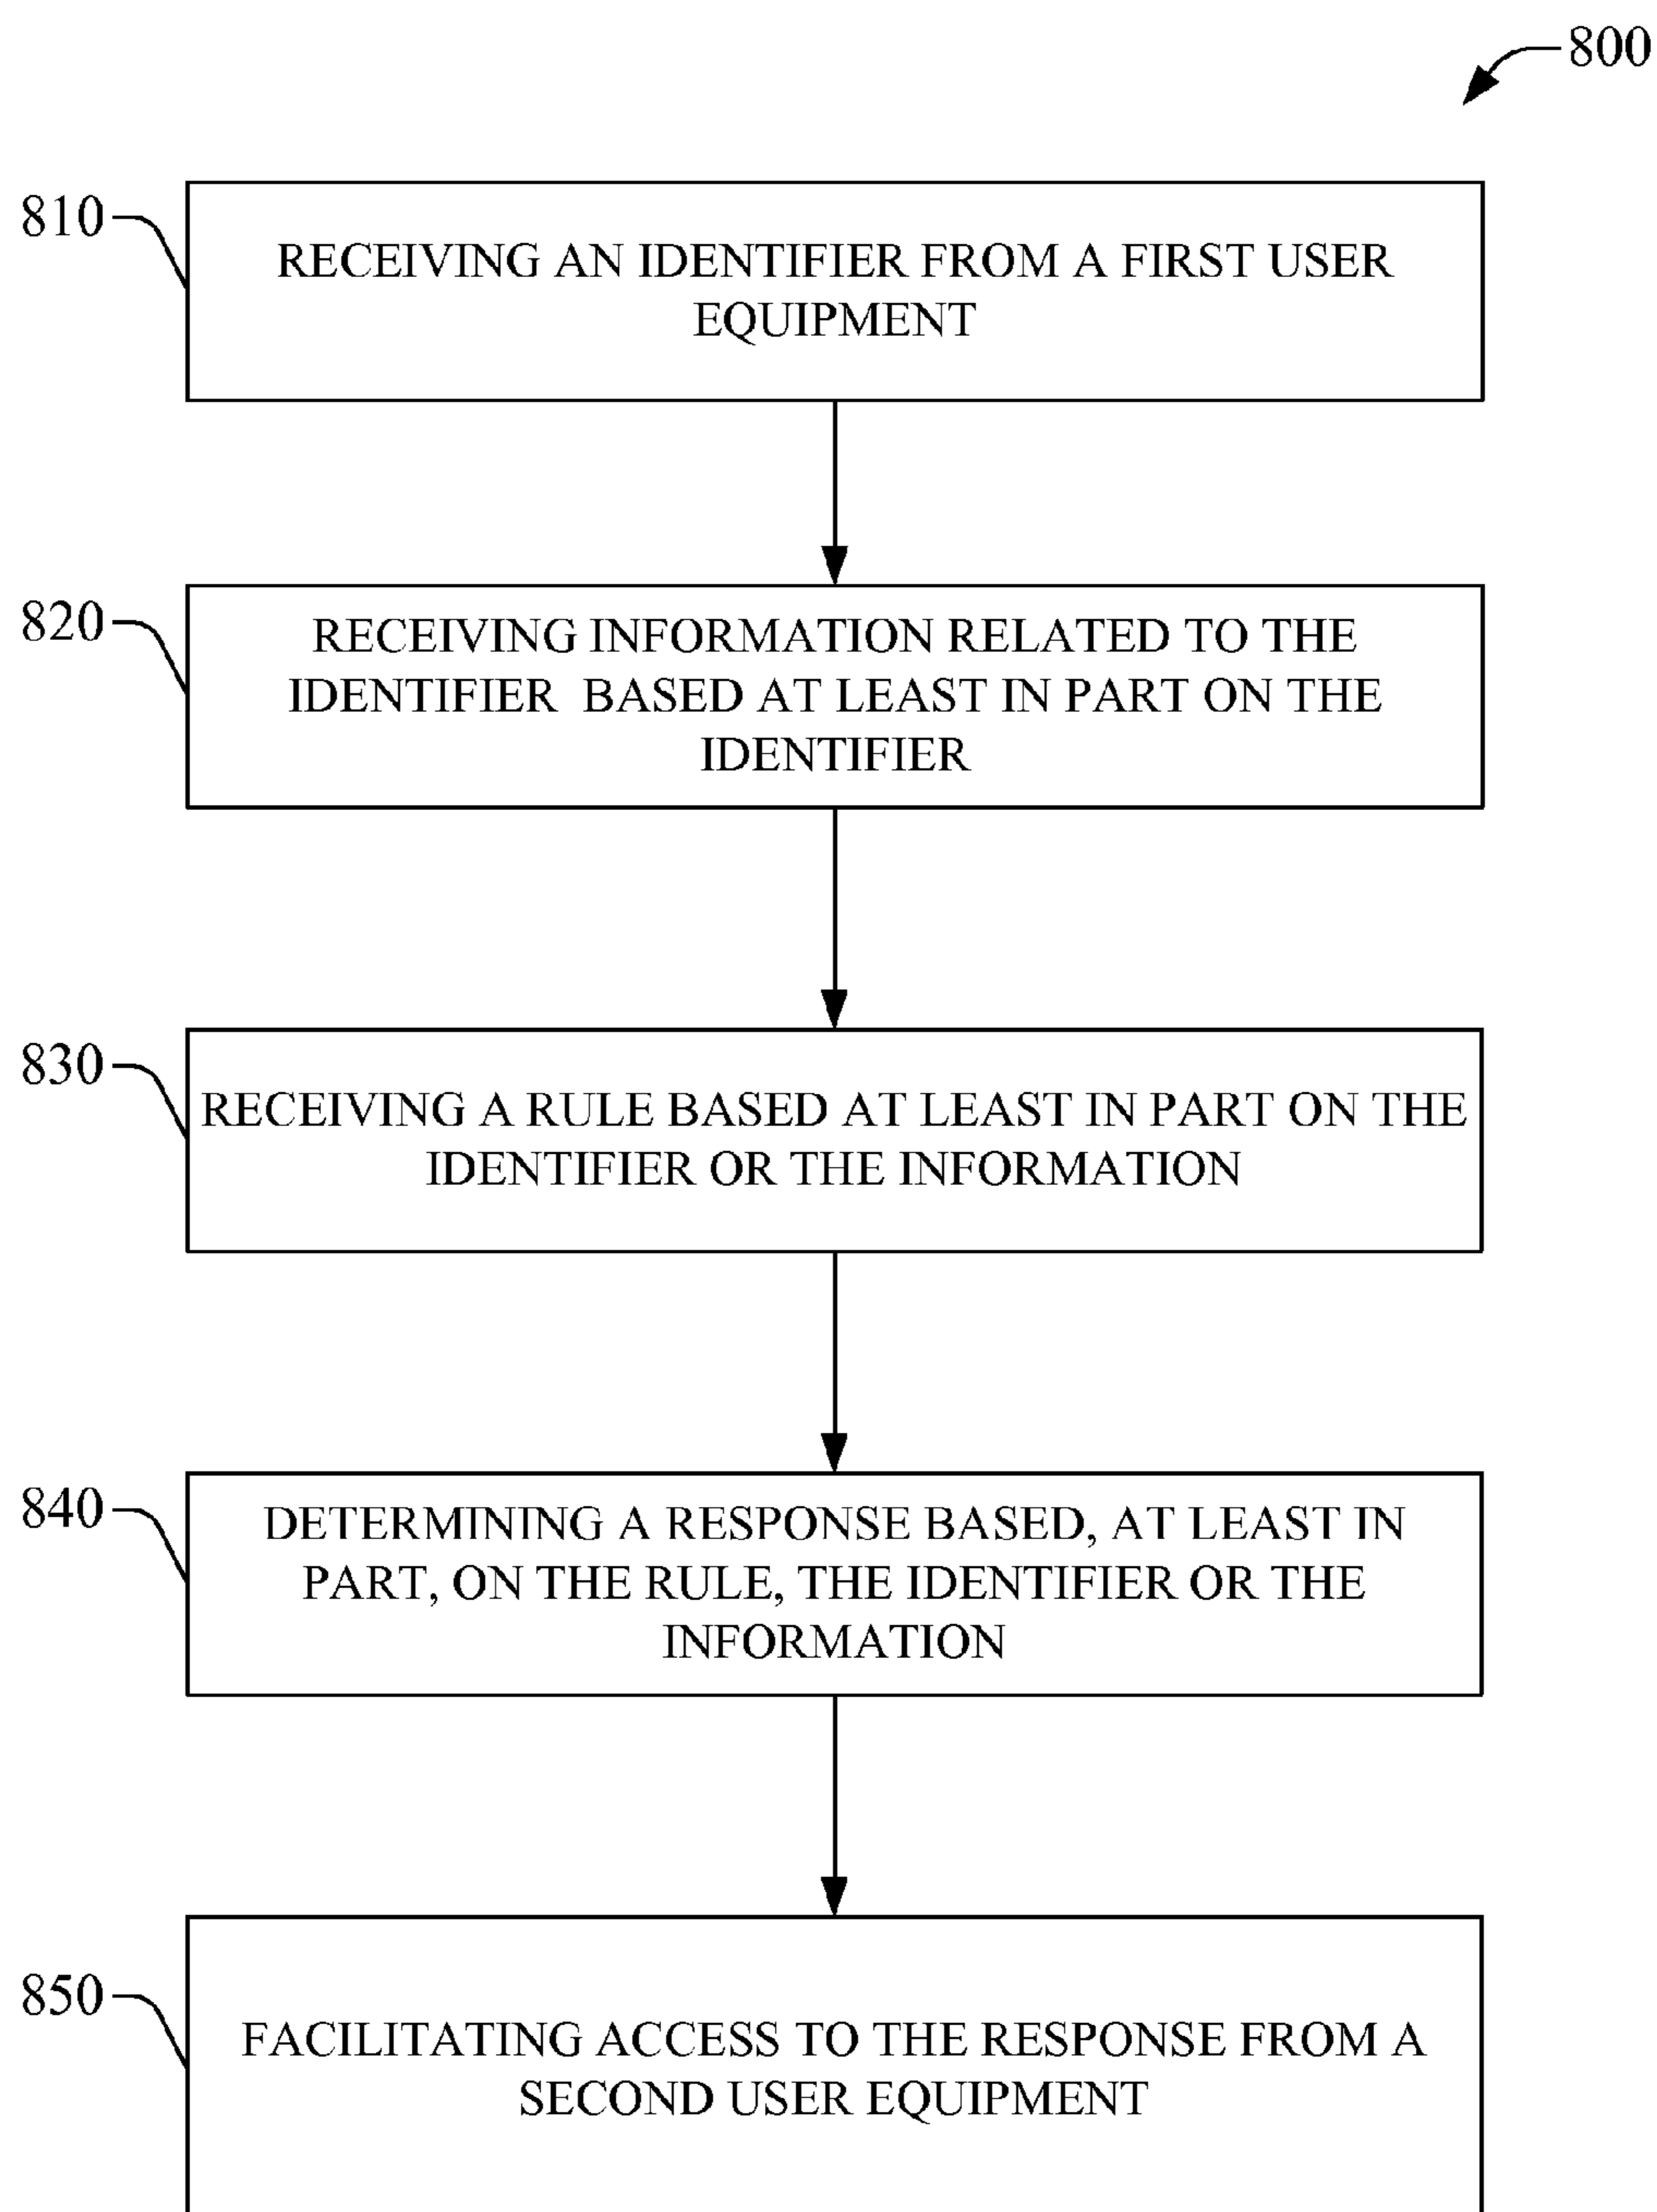 800
810
RECEIVING AN IDENTIFIER FROM A FIRST USER
EQUIPMENT
820
RECEIVING INFORMATION RELATED TO THE
IDENTIFIER BASED AT LEAST IN PART ON THE
IDENTIFIER
830
RECEIVING A RULE BASED AT LEAST IN PART ON THE
IDENTIFIER OR THE INFORMATION
840
DETERMINING A RESPONSE BASED, AT LEAST IN
PART, ON THE RULE, THE IDENTIFIER OR THE
INFORMATION
850
FACILITATING ACCESS TO THE RESPONSE FROM A
SECOND USER EQUIPMENT